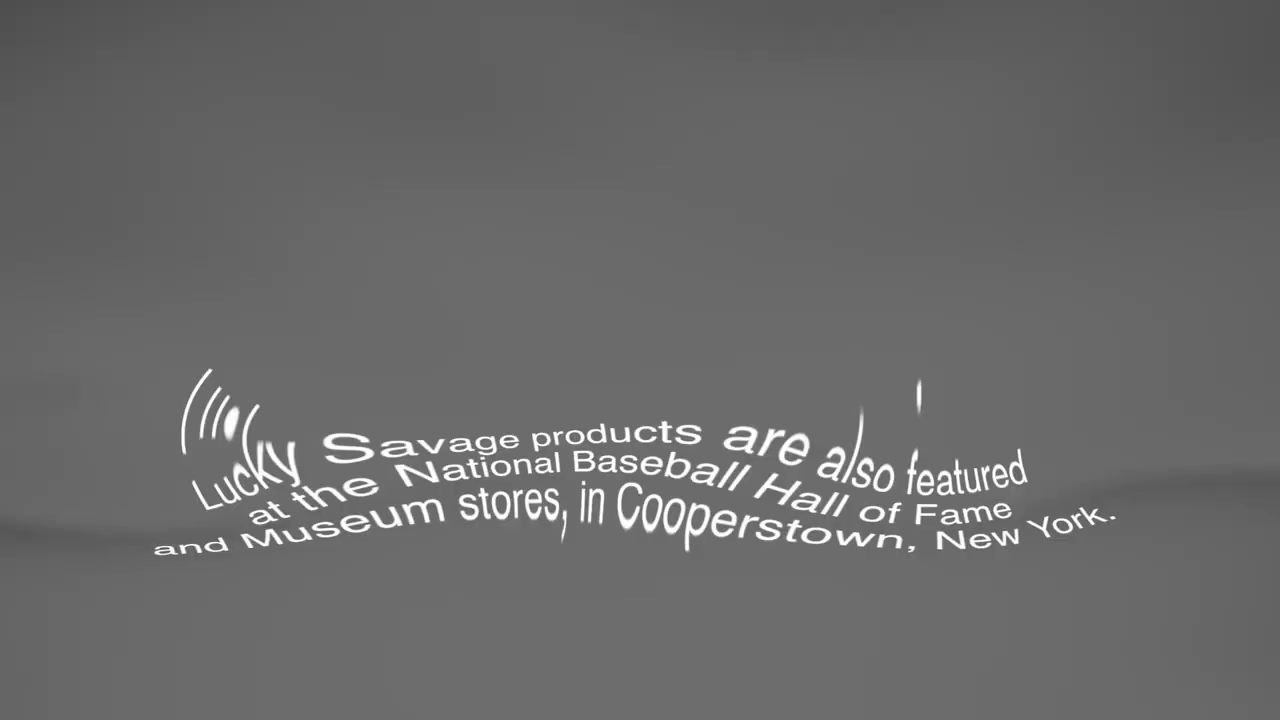 Lucky Savage products are also featured
at the National Baseball Hall of Fame
and Museum stores, in Cooperstown, New York.